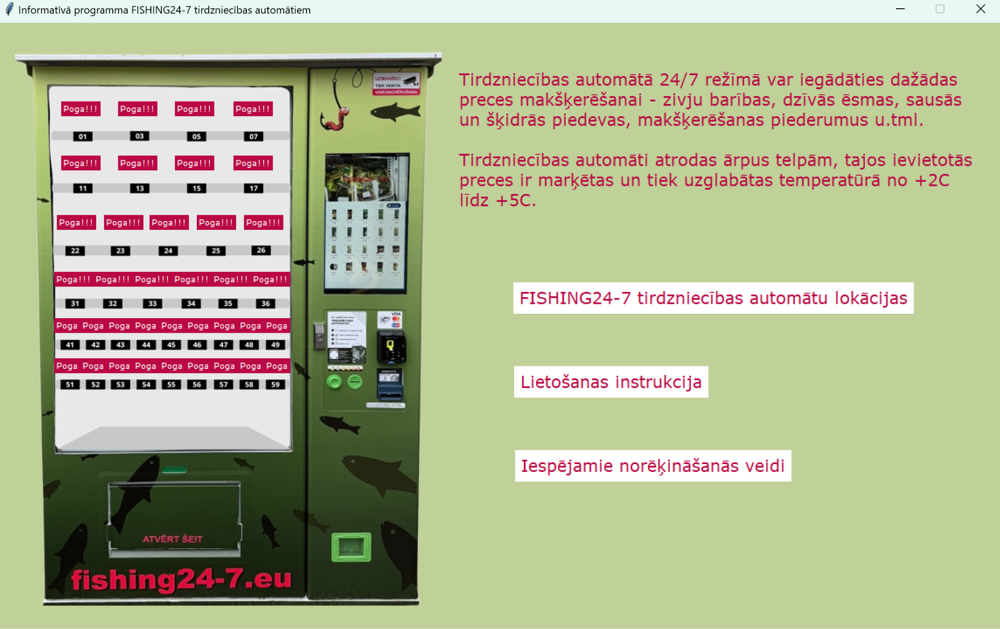 Informatīvā programma FISHING24-7 tirdzniecības automātiem
UZMANĪBU!
TIEK VEIKTA
VIDEONOVĒROŠANA
Tirdzniecības automātā 24/7 režīmā var iegādāties dažādas
preces makšķerēšanai - zivju barības, dzīvās ēsmas, sausās
un šķidrās piedevas, makšķerēšanas piederumus u.tml.
Tirdzniecības automāti atrodas ārpus telpām, tajos ievietotās
preces ir marķētas un tiek uzglabātas temperatūrā no +2C
līdz +5C.
Poga!!! Poga!!! Poga!!! Poga!!!
01 03 05 07
Poga!!! Poga!!! Poga!!! Poga!!!
11 13 15 17
Poga!!! Poga!!! Poga!!! Poga!!! Poga!!!
22 23 24 25 26
Poga!!! Poga!!! Poga!!! Poga!!! Poga!!! Poga!!!
31 32 33 34 35 36
Poga Poga Poga Poga Poga Poga Poga Poga Poga
41 42 43 44 45 46 47 48 49
Poga Poga Poga Poga Poga Poga Poga Poga Poga
51 52 53 54 55 56 57 58 59
VISA
FISHING24-7 tirdzniecības automātu lokācijas
Lietošanas instrukcija
Iespējamie norēķināšanās veidi
ATVĒRT ŠEIT
fishing24-7.eu